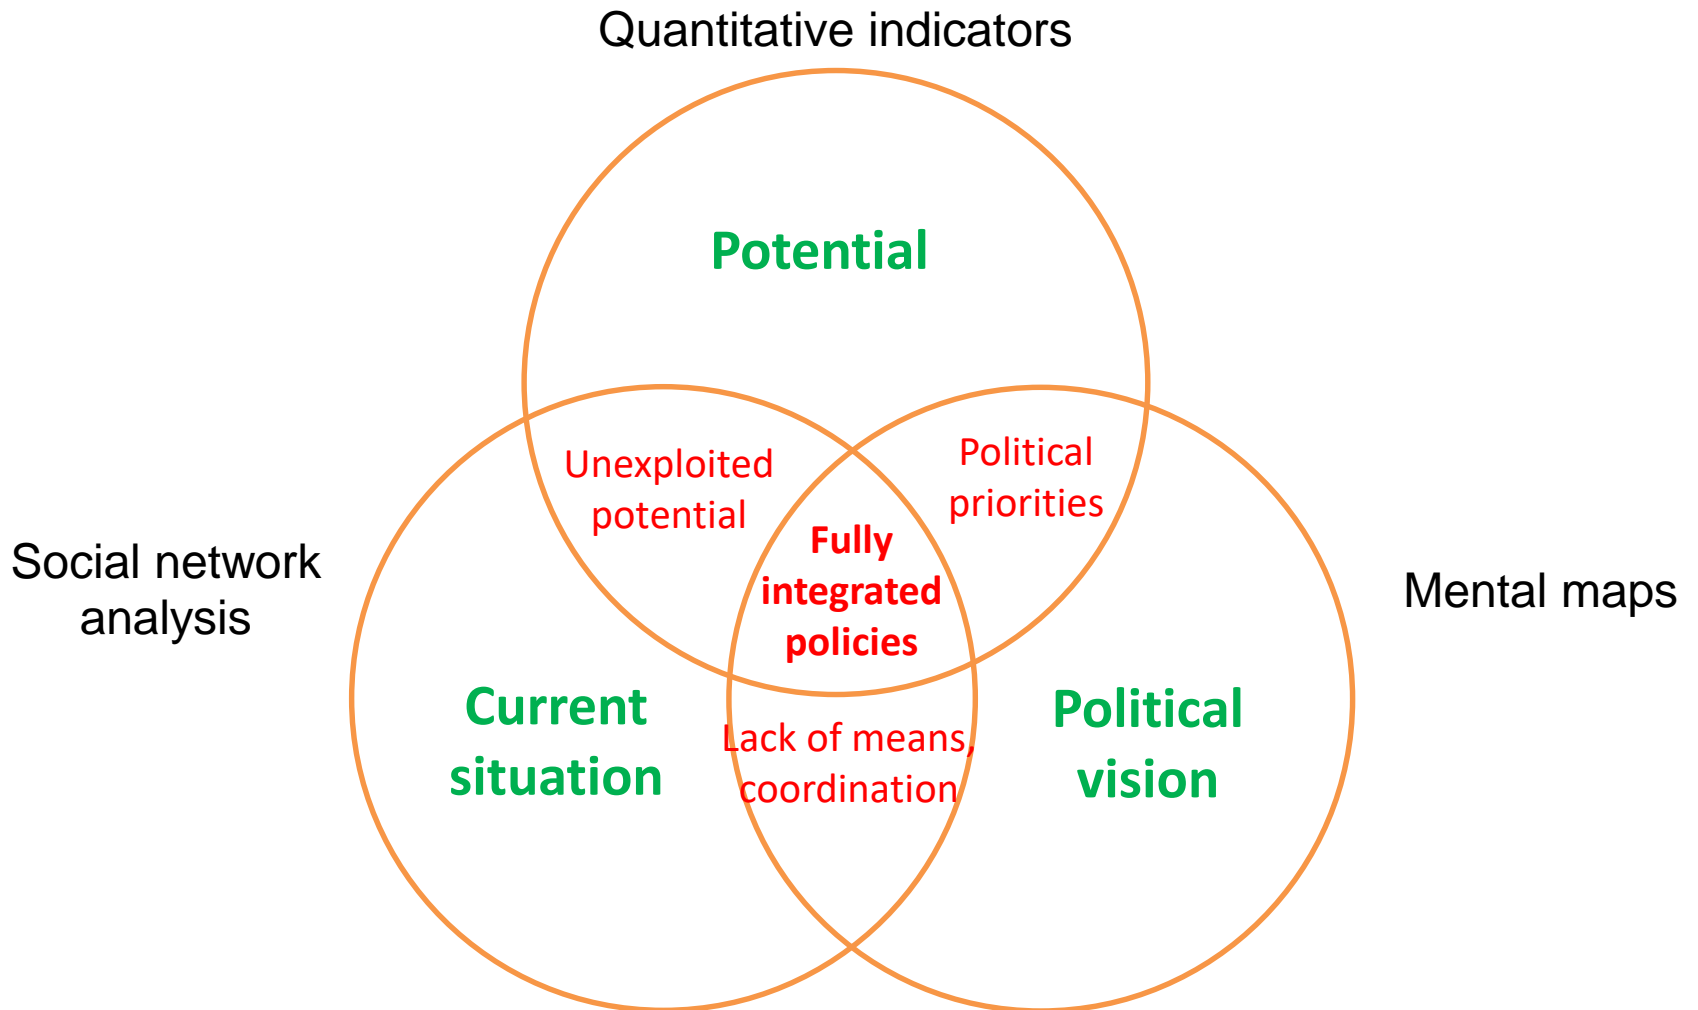 Quantitative indicators
Potential
Unexploited
potential
Political
priorities
Fully
integrated
policies
Social network
analysis
Mental maps
Current
situation
Lack of means,
coordination
Political
vision